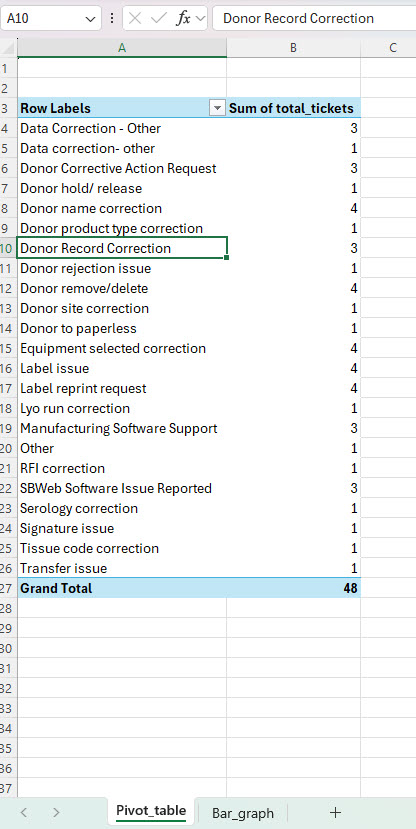 A10 fx Donor Record Correction
A B C
1
2
3 Row Labels Sum of total_tickets
4 Data Correction - Other 3
5 Data correction- other 1
6 Donor Corrective Action Request 3
7 Donor hold/ release 1
8 Donor name correction 4
9 Donor product type correction 1
10 Donor Record Correction 3
11 Donor rejection issue 1
12 Donor remove/delete 4
13 Donor site correction 1
14 Donor to paperless 1
15 Equipment selected correction 4
16 Label issue 4
17 Label reprint request 4
18 Lyo run correction 1
19 Manufacturing Software Support 3
20 Other 1
21 RFI correction 1
22 SBWeb Software Issue Reported 3
23 Serology correction 1
24 Signature issue 1
25 Tissue code correction 1
26 Transfer issue 1
27 Grand Total 48
28
29
30
31
32
33
34
35
36
37
Pivot_table Bar_graph +